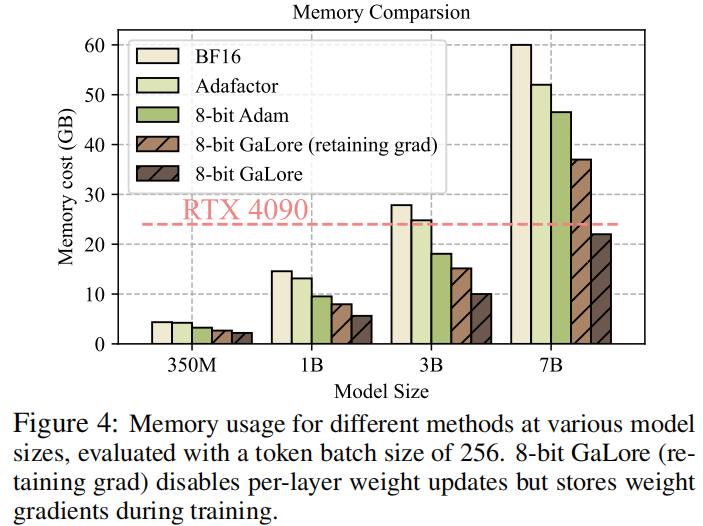 Memory Comparsion
60
50
40
30
20
10
0
Memory cost (GB)
BF16
Adafactor
8-bit Adam
8-bit GaLore (retaining grad)
8-bit GaLore
RTX 4090
350M
1B
3B
7B
Model Size
Figure 4: Memory usage for different methods at various model
sizes, evaluated with a token batch size of 256. 8-bit GaLore (re-
taining grad) disables per-layer weight updates but stores weight
gradients during training.